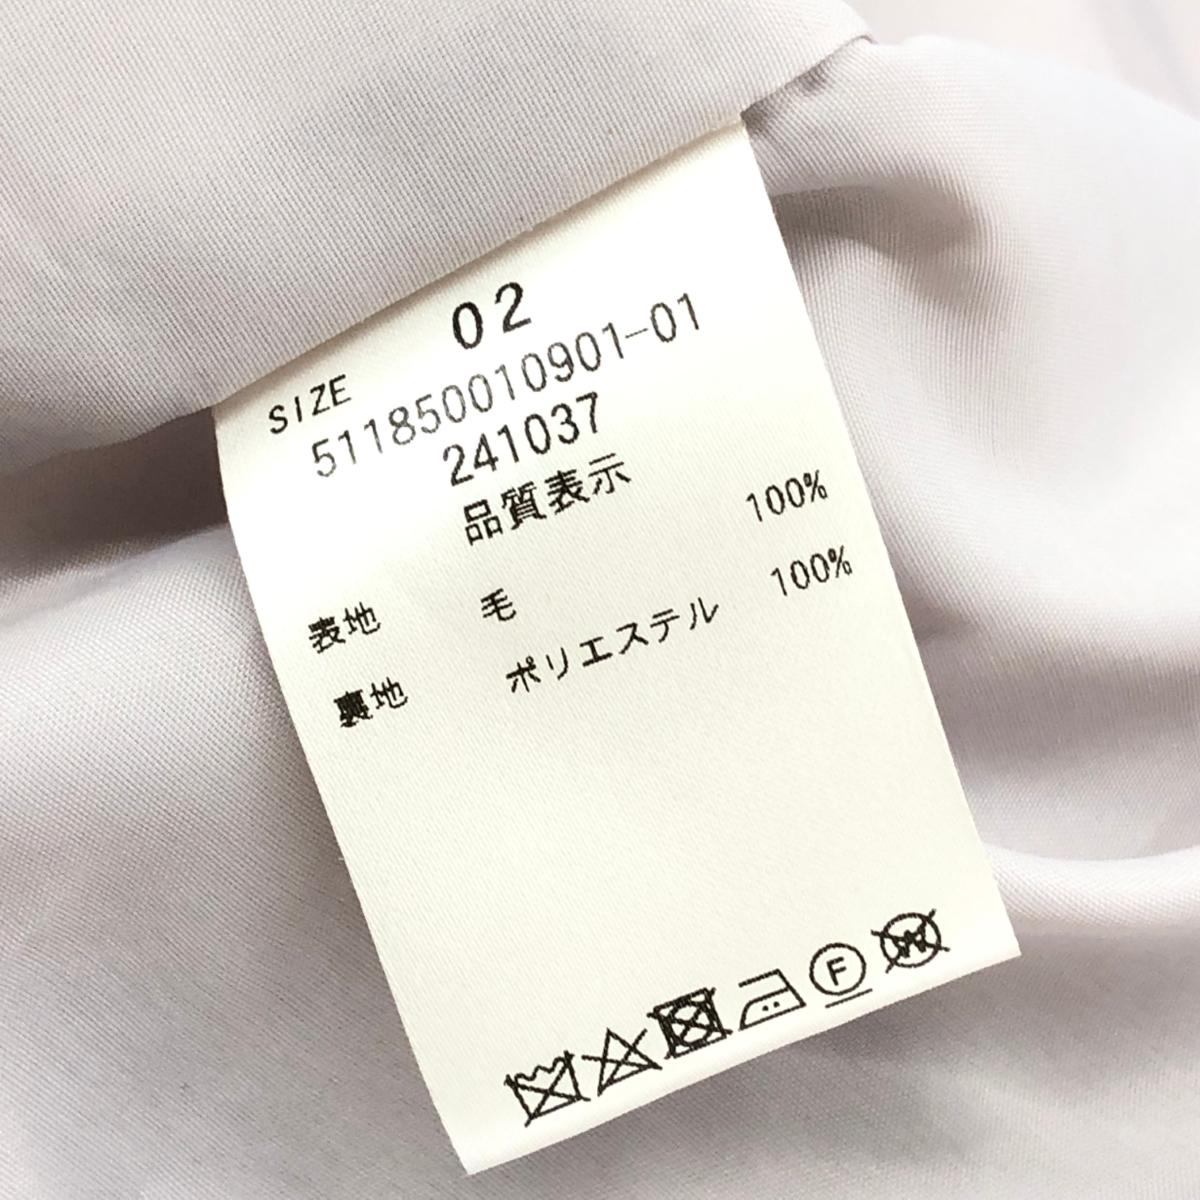 SIZE 02
511850010901-01
241037
品質表示
表地 毛 100%
裏地 ポリエステル 100%
F W